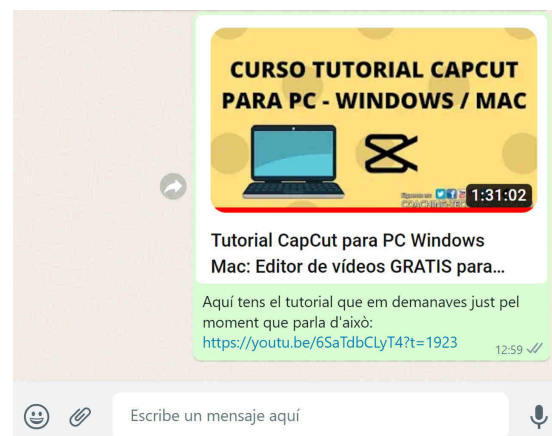 CURSO TUTORIAL CAPCUT
PARA PC - WINDOWS / MAC
1:31:02
Tutorial CapCut para PC Windows
Mac: Editor de vídeos GRATIS para...
Aquí tens el tutorial que em demanaves just pel
moment que parla d'això:
https://youtu.be/6SaTdbCLyT4?t=1923
12:59
Escribe un mensaje aquí